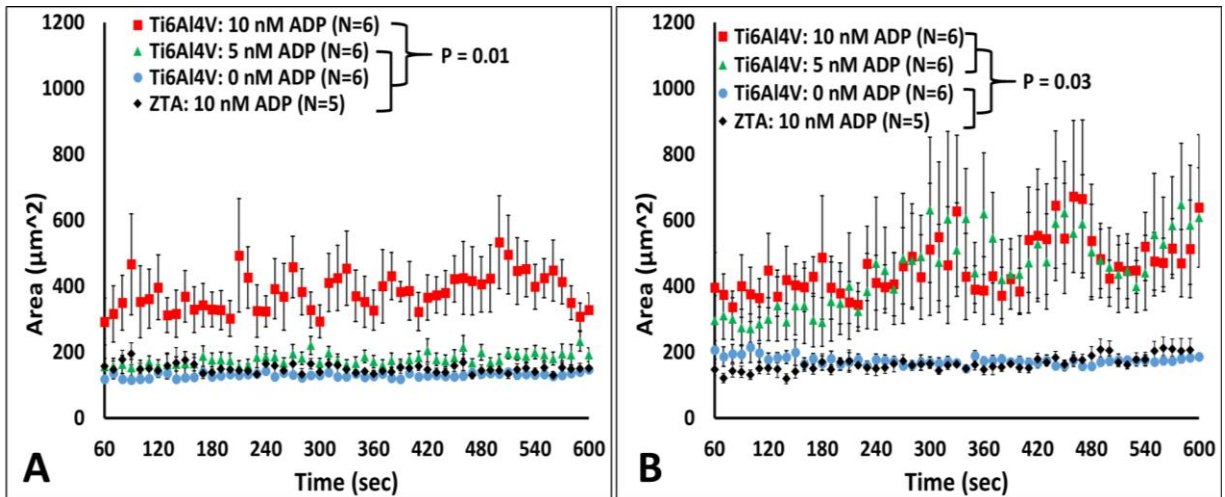 1200
1000
800
600
400
200
0
Area (µm^2)
Ti6Al4V: 10 nM ADP (N=6)
Ti6Al4V: 5 nM ADP (N=6)
Ti6Al4V: 0 nM ADP (N=6)
ZTA: 10 nM ADP (N=5)
P = 0.01
60 120 180 240 300 360 420 480 540 600
Time (sec)
A
1200
1000
800
600
400
200
0
Area (µm^2)
Ti6Al4V: 10 nM ADP (N=6)
Ti6Al4V: 5 nM ADP (N=6)
Ti6Al4V: 0 nM ADP (N=6)
ZTA: 10 nM ADP (N=5)
P = 0.03
60 120 180 240 300 360 420 480 540 600
Time (sec)
B